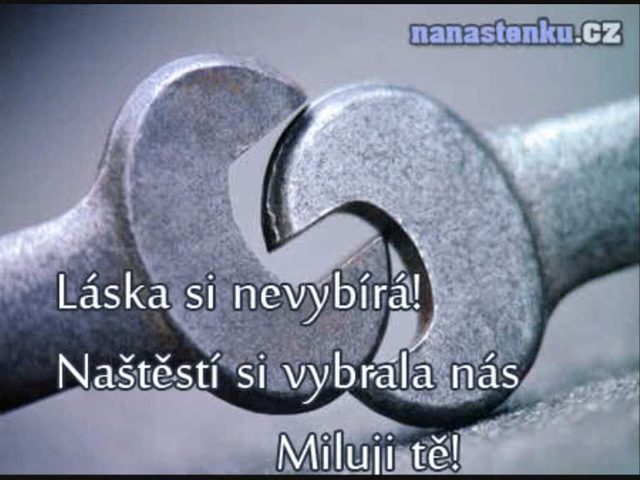 nanastenku.cz
Láska si nevybírá!
Naštěstí si vybrala nás
Miluji tě!